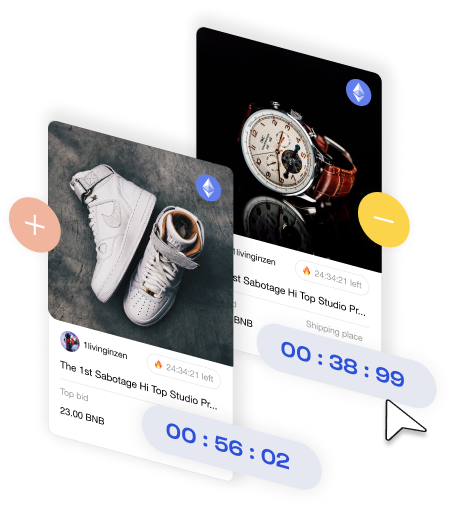 1livinginzen
24:34:21 left
st Sabotage Hi Top Studio Pr...
d
BNB
Shipping place
00 : 38 : 99
1livinginzen
24:34:21 left
The 1st Sabotage Hi Top Studio Pr...
Top bid
23.00 BNB
00 : 56 : 02